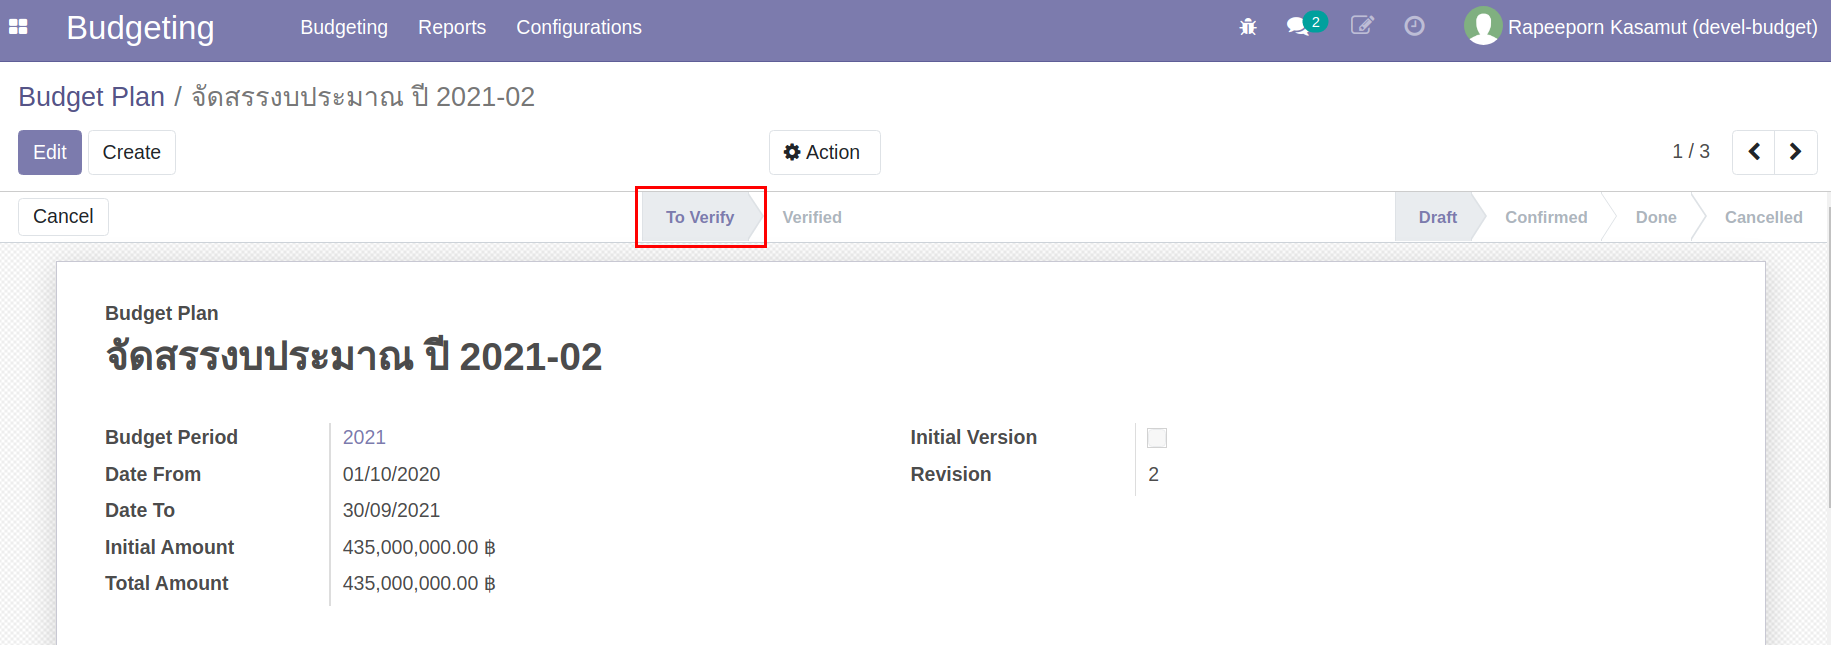 Budgeting Budgeting Reports Configurations 2 Rapeeporn Kasamut (devel-budget)
Budget Plan / จัดสรรงบประมาณ ปี 2021-02
Edit Create Action 1 / 3
Cancel To Verify Verified Draft Confirmed Done Cancelled
Budget Plan
จัดสรรงบประมาณ ปี 2021-02
Budget Period 2021 Initial Version
Date From 01/10/2020 Revision 2
Date To 30/09/2021
Initial Amount 435,000,000.00 ฿
Total Amount 435,000,000.00 ฿